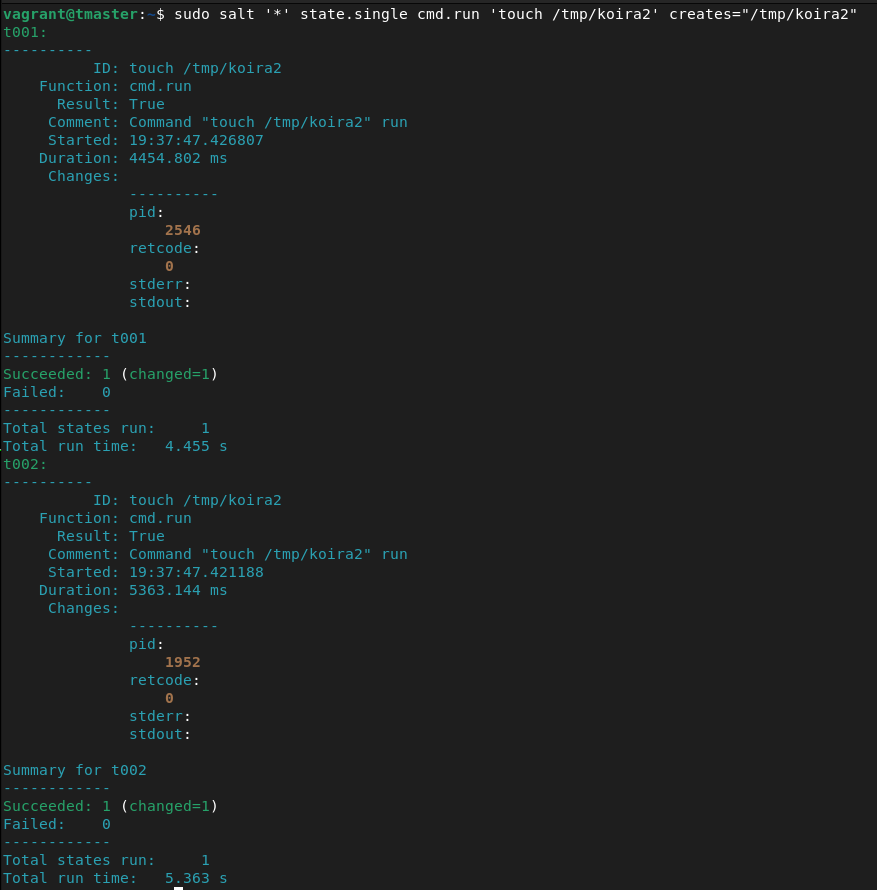 vagrant@tmaster:~$ sudo salt '*' state.single cmd.run 'touch /tmp/koira2' creates="/tmp/koira2"
t001:
----------
          ID: touch /tmp/koira2
    Function: cmd.run
      Result: True
     Comment: Command "touch /tmp/koira2" run
     Started: 19:37:47.426807
    Duration: 4454.802 ms
     Changes:
              ----------
              pid:
                  2546
              retcode:
                  0
              stderr:
              stdout:

Summary for t001
------------
Succeeded: 1 (changed=1)
Failed:    0
------------
Total states run:     1
Total run time:   4.455 s
t002:
----------
          ID: touch /tmp/koira2
    Function: cmd.run
      Result: True
     Comment: Command "touch /tmp/koira2" run
     Started: 19:37:47.421188
    Duration: 5363.144 ms
     Changes:
              ----------
              pid:
                  1952
              retcode:
                  0
              stderr:
              stdout:

Summary for t002
------------
Succeeded: 1 (changed=1)
Failed:    0
------------
Total states run:     1
Total run time:   5.363 s